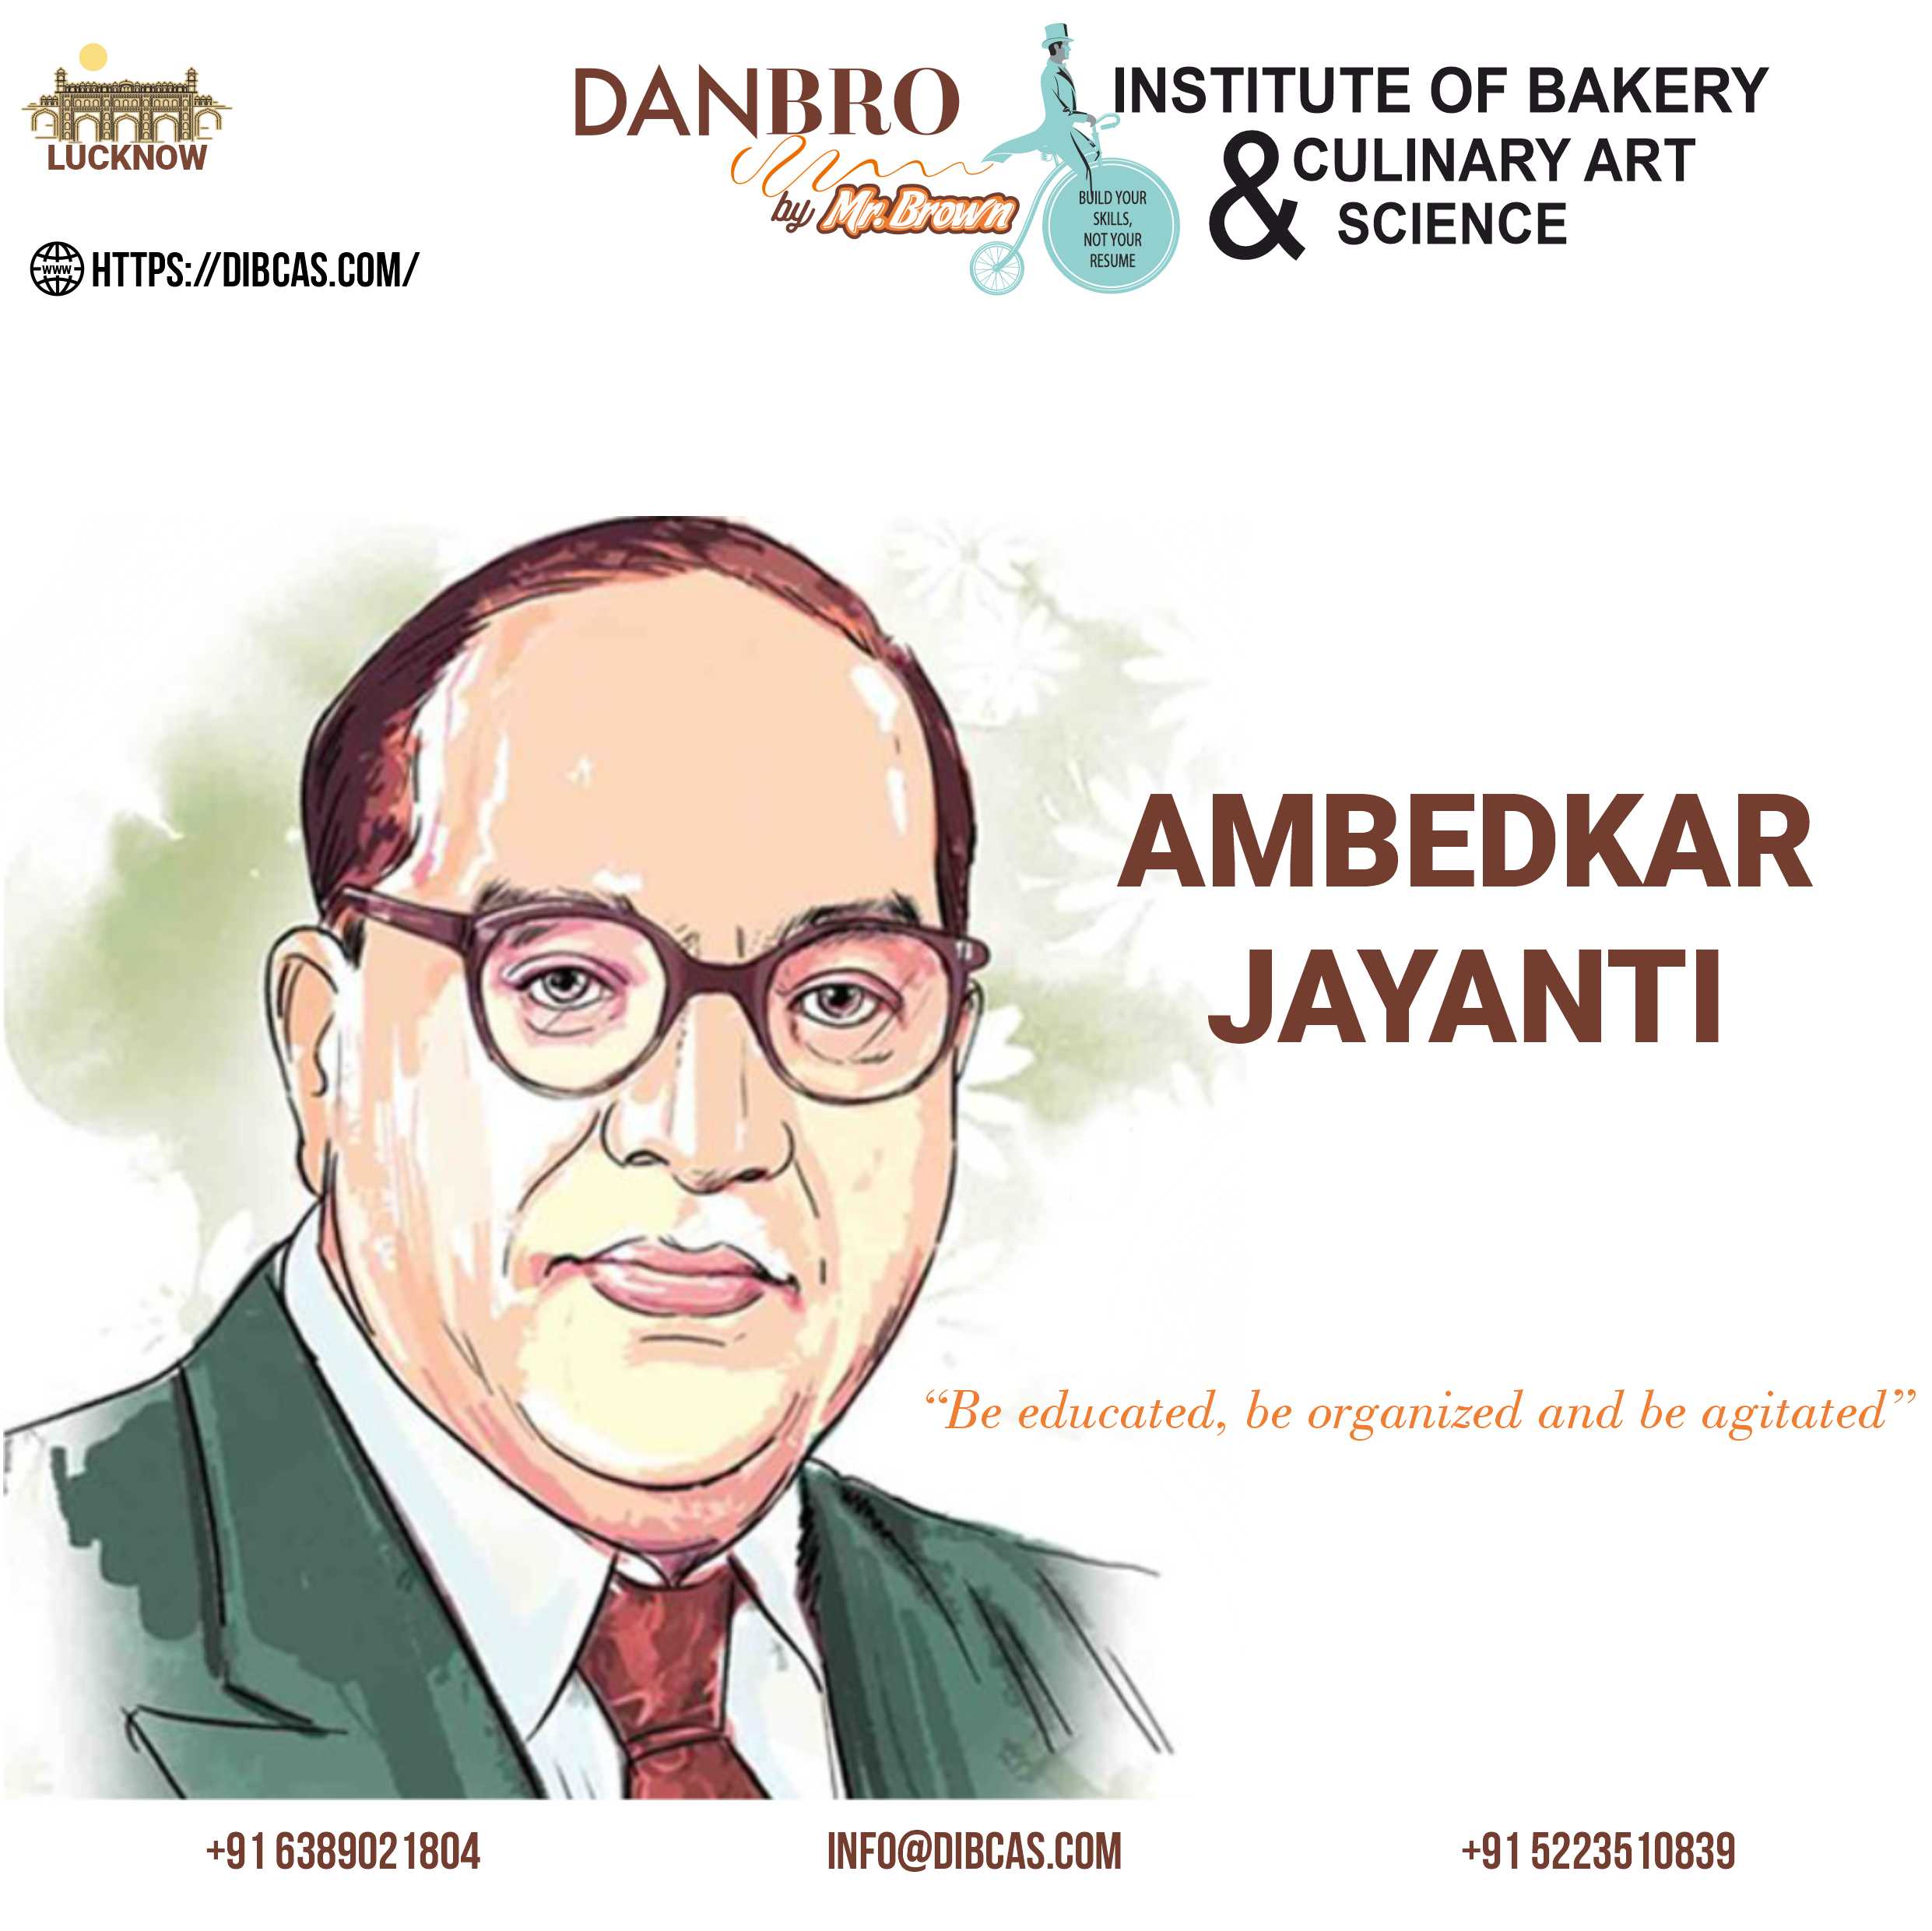 LUCKNOW
www
HTTPS://DIBCAS.COM/
DANBRO
by Mr. Brown
BUILD YOUR
SKILLS,
NOT YOUR
RESUME
INSTITUTE OF BAKERY
& CULINARY ART
SCIENCE
AMBEDKAR
JAYANTI
“Be educated, be organized and be agitated”
+91 6389021804
INFO@DIBCAS.COM
+91 5223510839